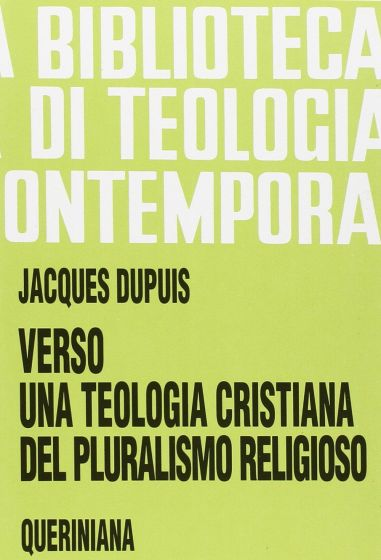 A BIBLIOTECA
DI TEOLOGIA
ONTEMPORA
JACQUES DUPUIS
VERSO
UNA TEOLOGIA CRISTIANA
DEL PLURALISMO RELIGIOSO
QUERINIANA